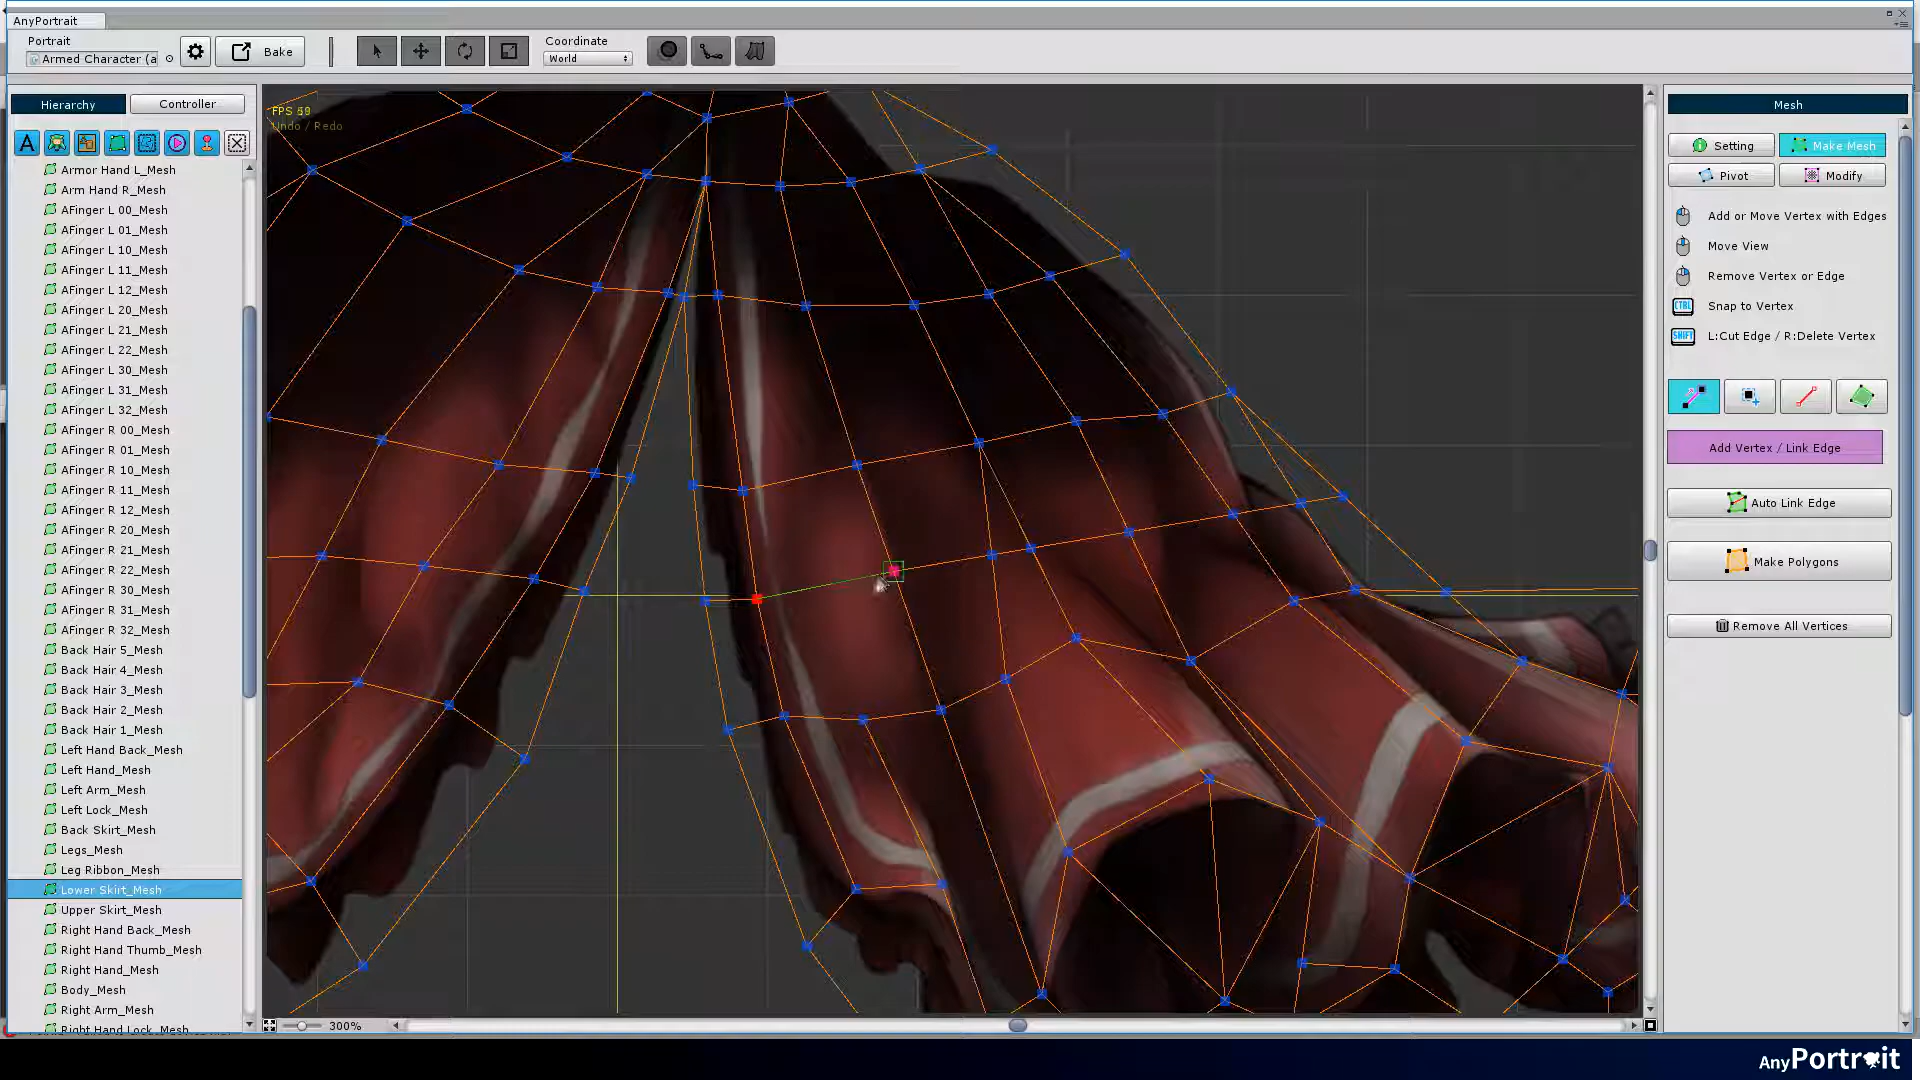 AnyPortrait
Portrait
Armed Character (a
Bake
Coordinate
World
Hierarchy
Controller
A
Armor Hand L_Mesh
Arm Hand R_Mesh
AFinger L 00_Mesh
AFinger L 01_Mesh
AFinger L 10_Mesh
AFinger L 11_Mesh
AFinger L 12_Mesh
AFinger L 20_Mesh
AFinger L 21_Mesh
AFinger L 22_Mesh
AFinger L 30_Mesh
AFinger L 31_Mesh
AFinger L 32_Mesh
AFinger R 00_Mesh
AFinger R 01_Mesh
AFinger R 10_Mesh
AFinger R 11_Mesh
AFinger R 12_Mesh
AFinger R 20_Mesh
AFinger R 21_Mesh
AFinger R 22_Mesh
AFinger R 30_Mesh
AFinger R 31_Mesh
AFinger R 32_Mesh
Back Hair 5_Mesh
Back Hair 4_Mesh
Back Hair 3_Mesh
Back Hair 2_Mesh
Back Hair 1_Mesh
Left Hand Back_Mesh
Left Hand_Mesh
Left Arm_Mesh
Left Lock_Mesh
Back Skirt_Mesh
Legs_Mesh
Leg Ribbon_Mesh
Lower Skirt_Mesh
Upper Skirt_Mesh
Right Hand Back_Mesh
Right Hand Thumb_Mesh
Right Hand_Mesh
Body_Mesh
Right Arm_Mesh
Right Hand Lock_Mesh
FPS 59
Undo / Redo
300%
Mesh
Setting
Make Mesh
Pivot
Modify
Add or Move Vertex with Edges
Move View
Remove Vertex or Edge
CTRL Snap to Vertex
SHIFT L:Cut Edge / R:Delete Vertex
Add Vertex / Link Edge
Auto Link Edge
Make Polygons
Remove All Vertices
AnyPortrait